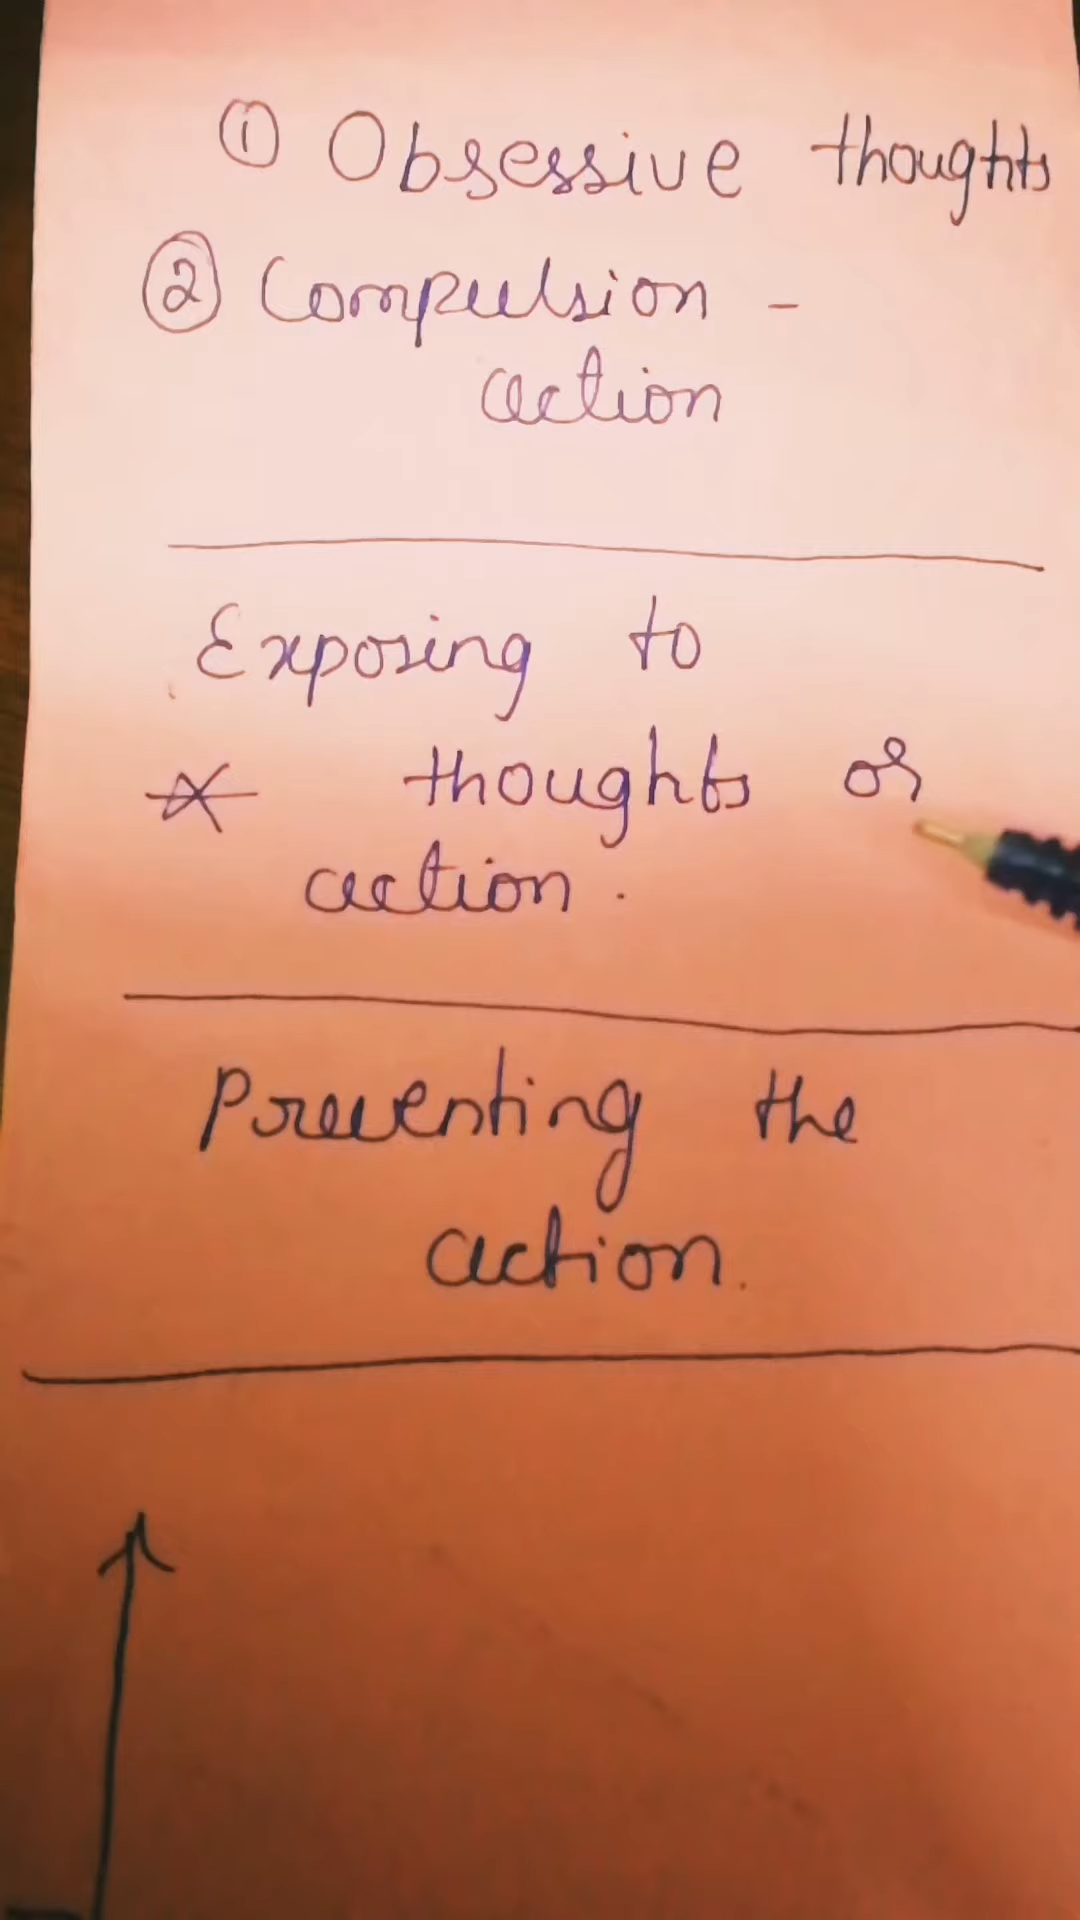 ① Obsessive thoughts
② Compulsion -
action
Exposing to
* thoughts or
action.
Preventing the
action.